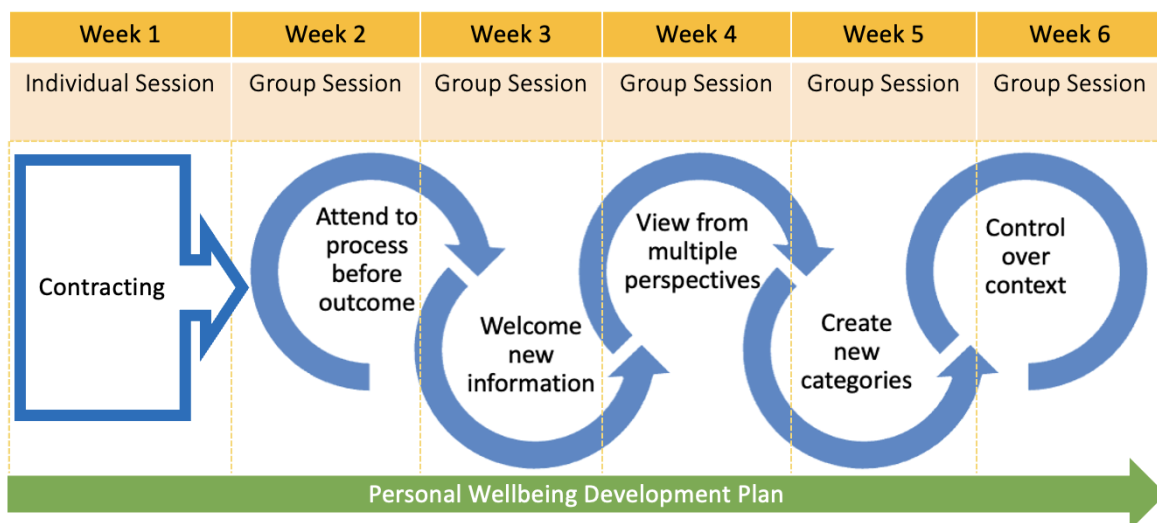 Week 1
Week 2
Week 3
Week 4
Week 5
Week 6
Individual Session
Group Session
Group Session
Group Session
Group Session
Group Session
Contracting
Attend to
process
before
outcome
Welcome
new
information
View from
multiple
perspectives
Create
new
categories
Control
over
context
Personal Wellbeing Development Plan